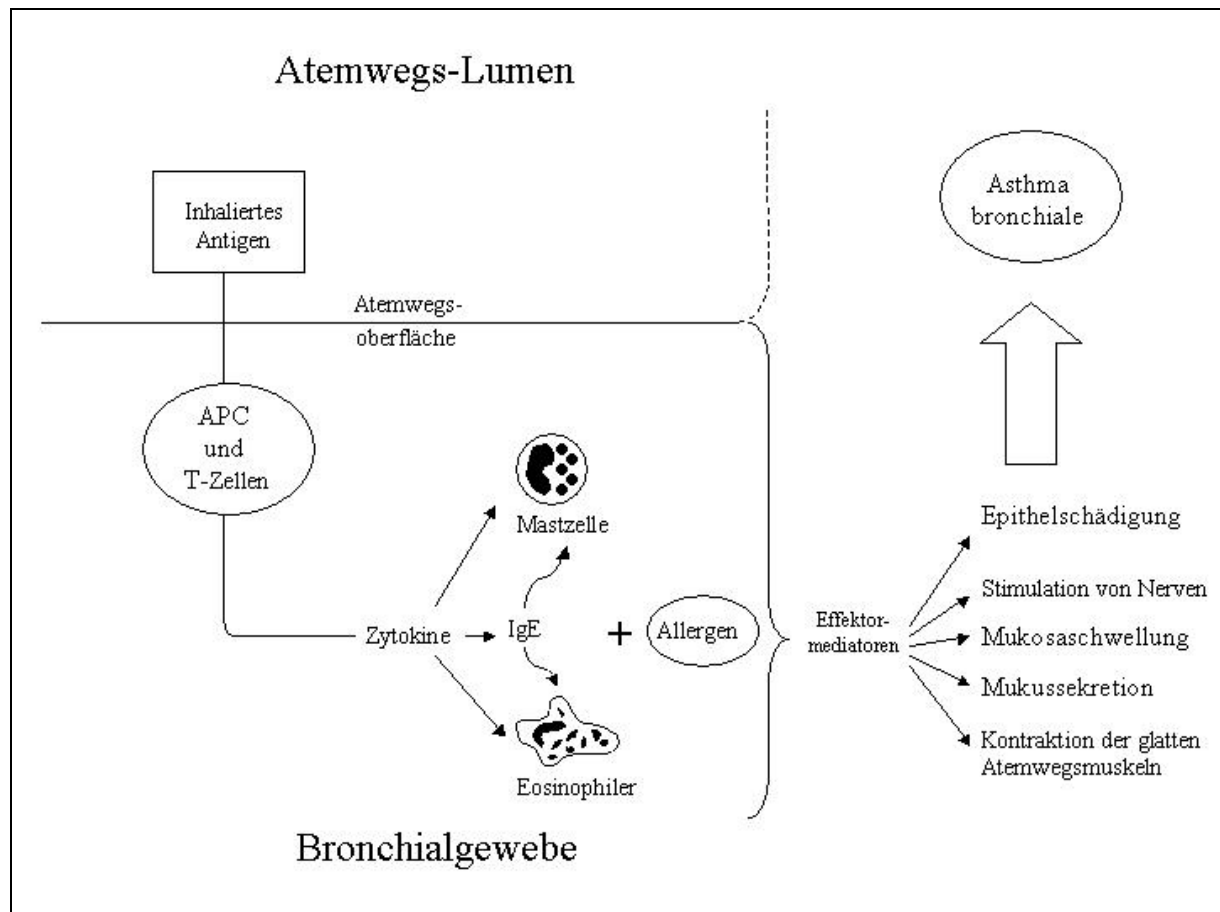 Atemwegs-Lumen
Inhaliertes
Antigen
Atemwegs-
oberfläche
APC
und
T-Zellen
Zytokine
Mastzelle
IgE
+
Allergen
Eosinophiler
Bronchialgewebe
Effektor-
mediatoren
Asthma
bronchiale
Epithelschädigung
Stimulation von Nerven
Mukosaschwellung
Mukussekretion
Kontraktion der glatten
Atemwegsmuskeln